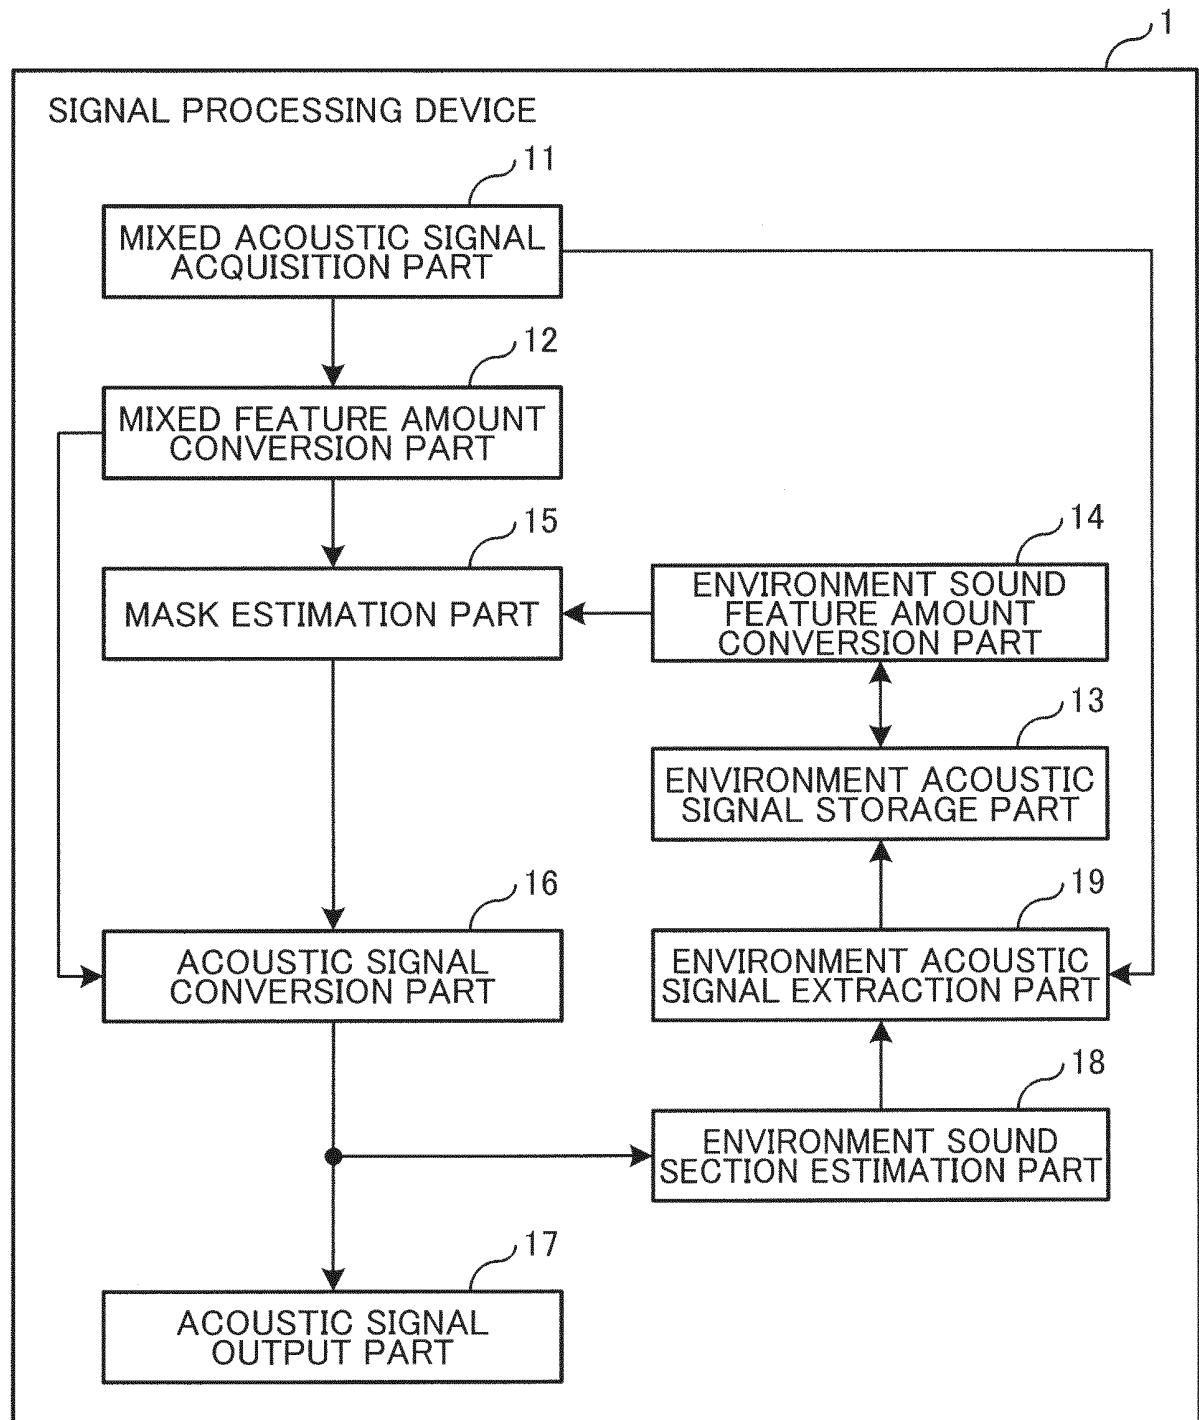 1
SIGNAL PROCESSING DEVICE
11
MIXED ACOUSTIC SIGNAL
ACQUISITION PART
12
MIXED FEATURE AMOUNT
CONVERSION PART
15
MASK ESTIMATION PART
14
ENVIRONMENT SOUND
FEATURE AMOUNT
CONVERSION PART
13
ENVIRONMENT ACOUSTIC
SIGNAL STORAGE PART
16
ACOUSTIC SIGNAL
CONVERSION PART
19
ENVIRONMENT ACOUSTIC
SIGNAL EXTRACTION PART
18
ENVIRONMENT SOUND
SECTION ESTIMATION PART
17
ACOUSTIC SIGNAL
OUTPUT PART